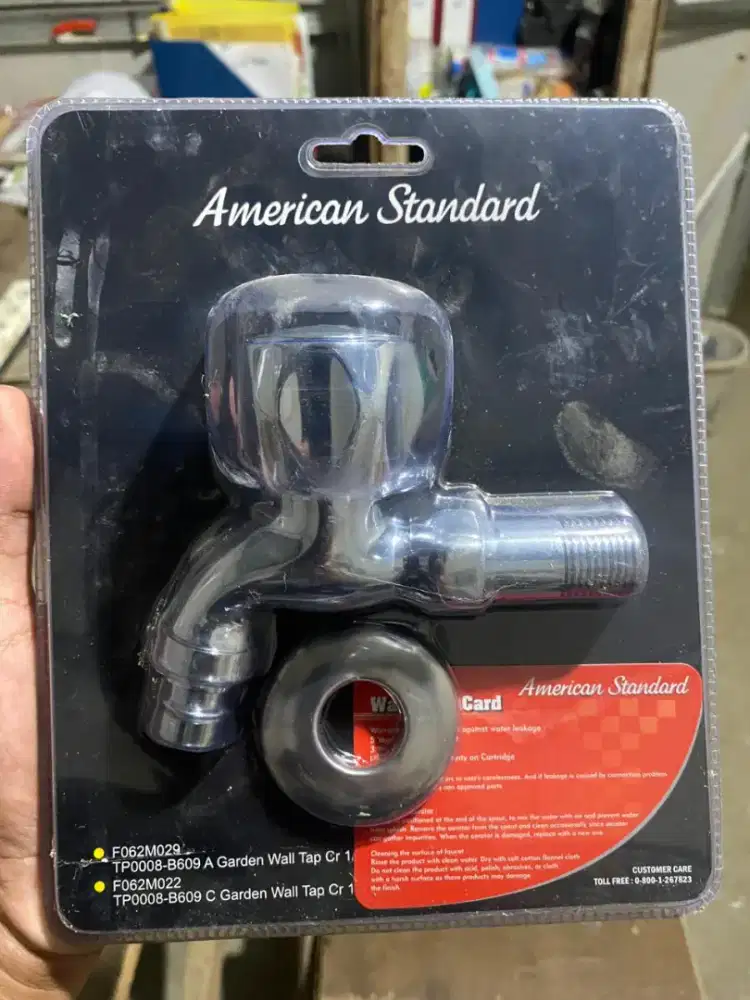 American Standard
American Standard
Card
against water leakage
on Cartridge
to user's carelessness. And if leakage is caused by connection problem
non approved parts
at the end of the spout, to mix the water with air and prevent water
Remove the aerator from the spout and clean occasionally since aerator
impurities. When the aerator is damaged, replace with a new one
Cleaning the surface of faucet
Rinse the product with clean water Dry with soft cotton flannel cloth
Do not clean the product with acid, polish, abrasives, or cloth
with a harsh surface as these products may damage
the finish.
F062M029
TP0008-B609 A Garden Wall Tap Cr
F062M022
TP0008-B609 C Garden Wall Tap Cr
CUSTOMER CARE
TOLL FREE : 0-800-1-267823